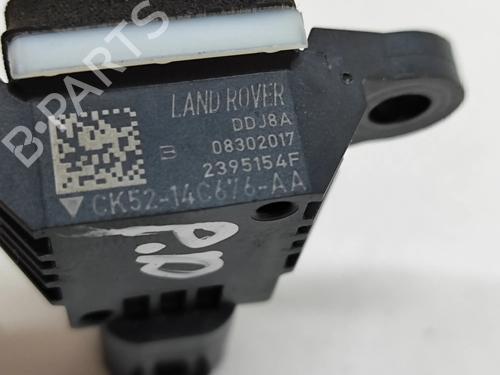 B-PARTS
LAND ROVER
DDJ8A
B 08302017
2395154F
CK52-14C676-AA
P.D